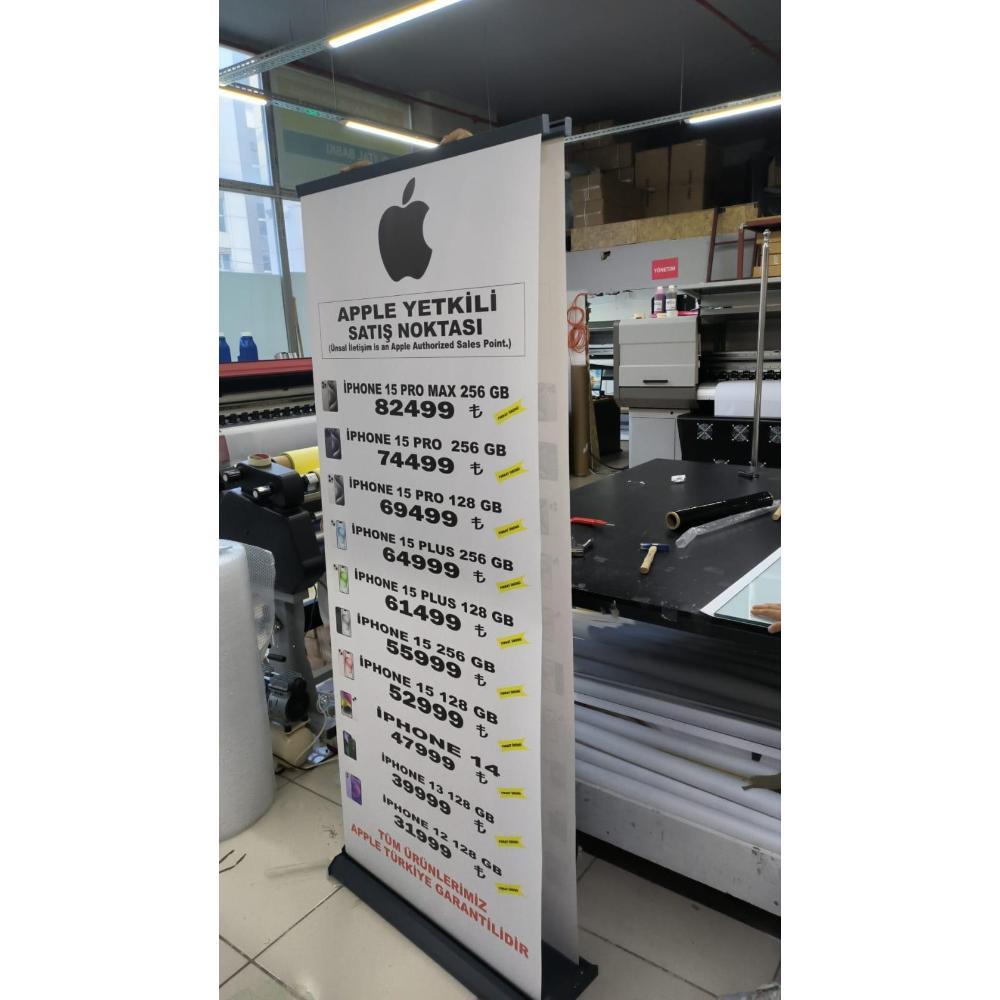 APPLE YETKİLİ
SATIŞ NOKTASI
(Ünsal İletişim is an Apple Authorized Sales Point.)
İPHONE 15 PRO MAX 256 GB
82499 ₺
İPHONE 15 PRO 256 GB
74499 ₺
İPHONE 15 PRO 128 GB
69499 ₺
İPHONE 15 PLUS 256 GB
64999 ₺
İPHONE 15 PLUS 128 GB
61499 ₺
İPHONE 15 256 GB
55999 ₺
İPHONE 15 128 GB
52999 ₺
İPHONE 14
47999 ₺
İPHONE 13 128 GB
39999 ₺
İPHONE 12 128 GB
31999 ₺
TÜM ÜRÜNLERİMİZ
APPLE TÜRKİYE GARANTİLİDİR
YÖNETİM